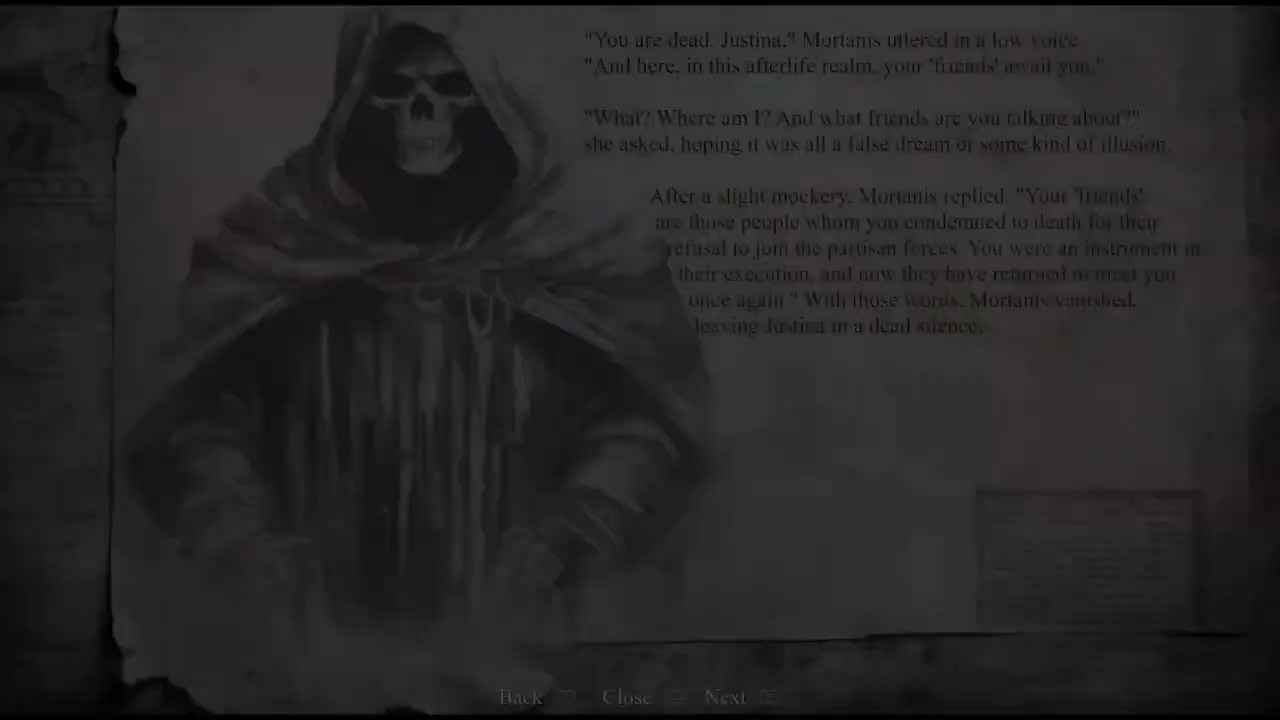 "You are dead, Justina," Mortanis uttered in a low voice
"And here, in this afterlife realm, your 'friends' await you."
"What? Where am I? And what friends are you talking about?"
she asked, hoping it was all a false dream or some kind of illusion.
After a slight mockery, Mortanis replied, "Your 'friends'
are those people whom you condemned to death for their
refusal to join the partisan forces. You were an instrument in
their execution, and now they have returned to meet you
once again." With those words, Mortanis vanished,
leaving Justina in a dead silence.
Back Close Next